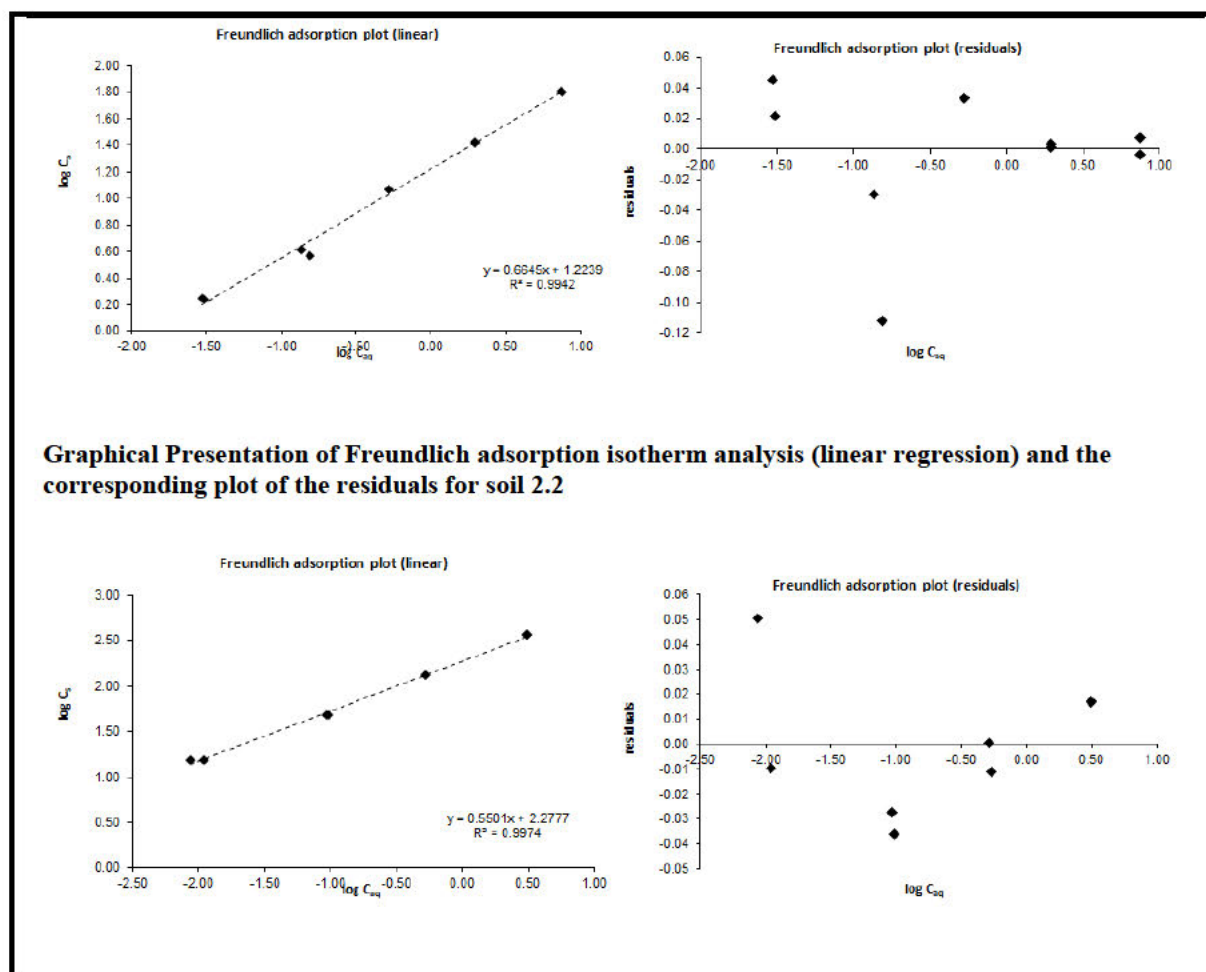 Freundlich adsorption plot (linear)
2.00
1.80
1.60
1.40
1.20
1.00
0.80
0.60
0.40
0.20
0.00
log Cs
-2.00 -1.50 -1.00 -0.50 0.00 0.50 1.00
log Caq
y = 0.6645x + 1.2239
R² = 0.9942
Freundlich adsorption plot (residuals)
0.06
0.04
0.02
0.00
-0.02
-0.04
-0.06
-0.08
-0.10
-0.12
residuals
-2.00 -1.50 -1.00 -0.50 0.00 0.50 1.00
log Caq
Graphical Presentation of Freundlich adsorption isotherm analysis (linear regression) and the
corresponding plot of the residuals for soil 2.2
Freundlich adsorption plot (linear)
3.00
2.50
2.00
1.50
1.00
0.50
0.00
log Cs
-2.50 -2.00 -1.50 -1.00 -0.50 0.00 0.50 1.00
log Caq
y = 0.5501x + 2.2777
R² = 0.9974
Freundlich adsorption plot (residuals)
0.06
0.05
0.04
0.03
0.02
0.01
0.00
-0.01
-0.02
-0.03
-0.04
-0.05
residuals
-2.50 -2.00 -1.50 -1.00 -0.50 0.00 0.50 1.00
log Caq